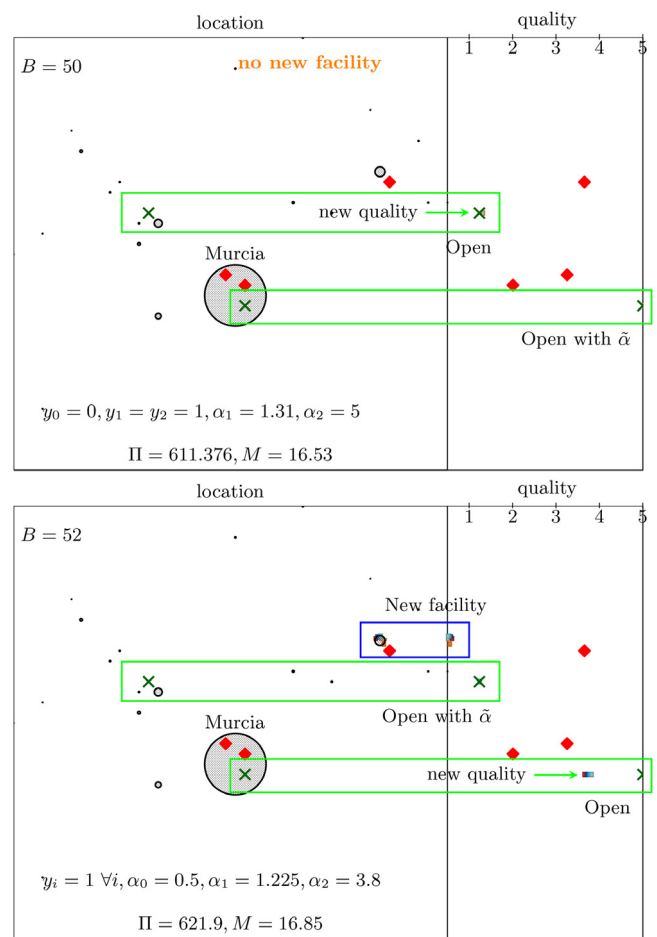 location quality
1 2 3 4 5
B = 50
no new facility
new quality
Open
Murcia
Open with α̃
y₀ = 0, y₁ = y₂ = 1, α₁ = 1.31, α₂ = 5
Π = 611.376, M = 16.53
location quality
1 2 3 4 5
B = 52
New facility
Open with α̃
Murcia
new quality
Open
yᵢ = 1 ∀i, α₀ = 0.5, α₁ = 1.225, α₂ = 3.8
Π = 621.9, M = 16.85